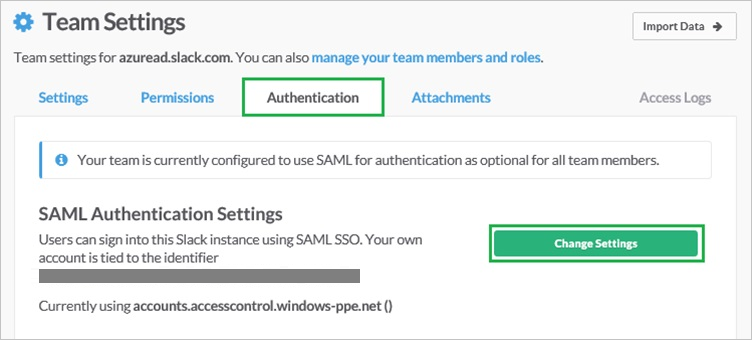 Team Settings
Import Data
Team settings for azuread.slack.com. You can also manage your team members and roles.
Settings Permissions Authentication Attachments Access Logs
Your team is currently configured to use SAML for authentication as optional for all team members.
SAML Authentication Settings
Users can sign into this Slack instance using SAML SSO. Your own
account is tied to the identifier
Change Settings
Currently using accounts.accesscontrol.windows-ppe.net ()